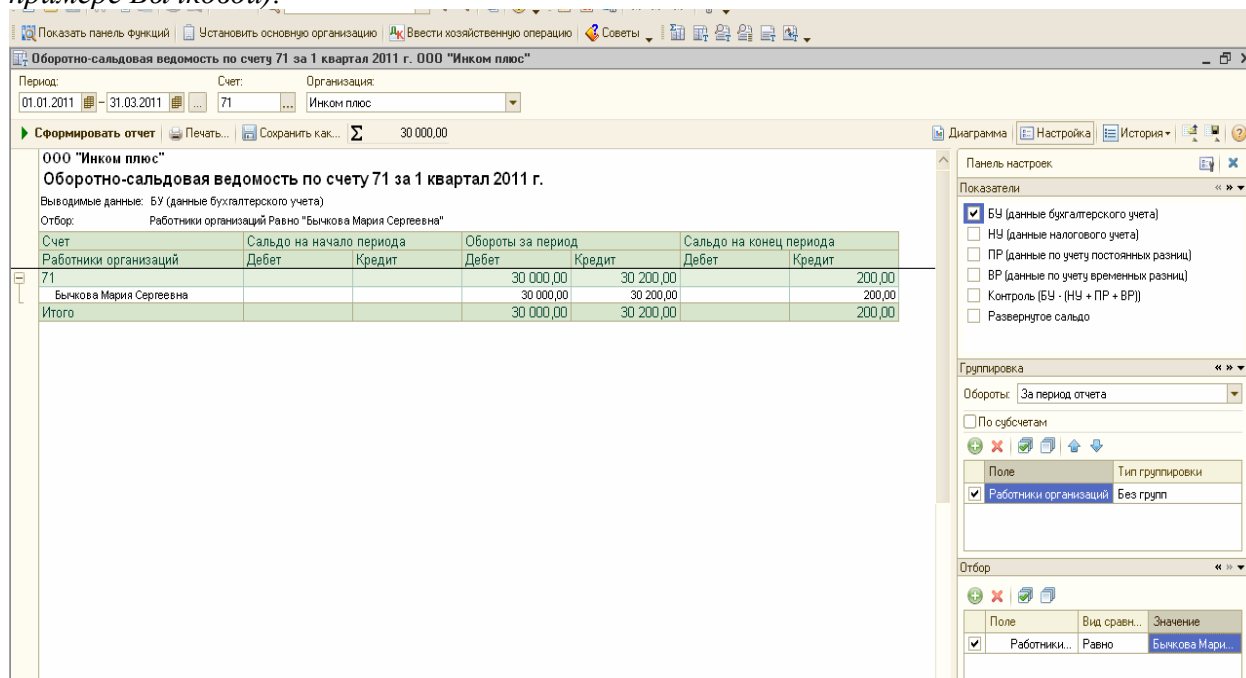 примере Бычковой).
Показать панель функций Установить основную организацию Ввести хозяйственную операцию Советы
Оборотно-сальдовая ведомость по счету 71 за 1 квартал 2011 г. ООО "Инком плюс"
Период: Счет: Организация:
01.01.2011 – 31.03.2011 ... 71 ... Инком плюс
Сформировать отчет Печать... Сохранить как... Σ 30 000,00 Диаграмма Настройка История
ООО "Инком плюс"
Оборотно-сальдовая ведомость по счету 71 за 1 квартал 2011 г.
Выводимые данные: БУ (данные бухгалтерского учета)
Отбор: Работники организаций Равно "Бычкова Мария Сергеевна"
Счет Сальдо на начало периода Обороты за период Сальдо на конец периода
Работники организаций Дебет Кредит Дебет Кредит Дебет Кредит
71 30 000,00 30 200,00 200,00
Бычкова Мария Сергеевна 30 000,00 30 200,00 200,00
Итого 30 000,00 30 200,00 200,00
Панель настроек
Показатели
БУ (данные бухгалтерского учета)
НУ (данные налогового учета)
ПР (данные по учету постоянных разниц)
ВР (данные по учету временных разниц)
Контроль (БУ - (НУ + ПР + ВР))
Развернутое сальдо
Группировка
Обороты: За период отчета
По субсчетам
Поле Тип группировки
Работники организаций Без групп
Отбор
Поле Вид сравн... Значение
Работники... Равно Бычкова Мари...